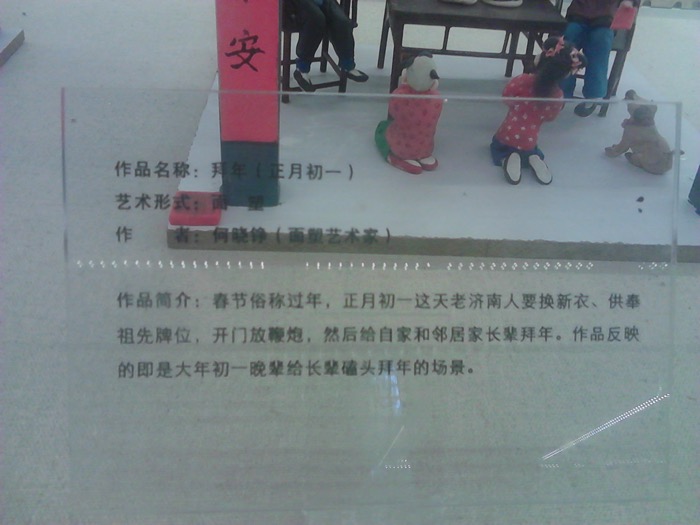 安
作品名称：拜年（正月初一）
艺术形式：面 塑
作 者：何晓铮（面塑艺术家）
作品简介：春节俗称过年，正月初一这天老济南人要换新衣、供奉
祖先牌位，开门放鞭炮，然后给自家和邻居家长辈拜年。作品反映
的即是大年初一晚辈给长辈磕头拜年的场景。